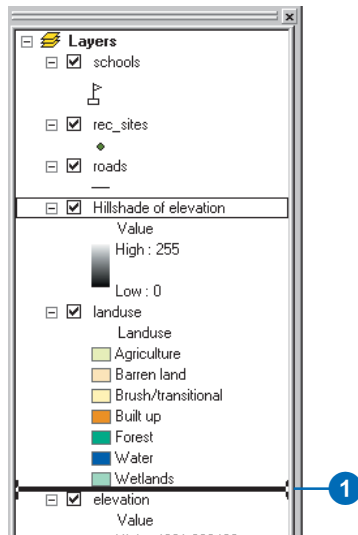 Layers
schools
rec_sites
roads
Hillshade of elevation
Value
High : 255
Low : 0
landuse
Landuse
Agriculture
Barren land
Brush/transitional
Built up
Forest
Water
Wetlands
1
elevation
Value